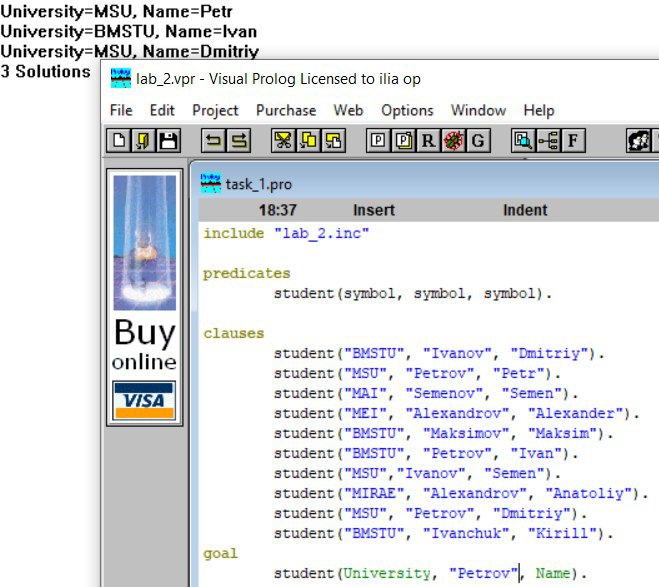 University=MSU, Name=Petr
University=BMSTU, Name=Ivan
University=MSU, Name=Dmitriy
3 Solutions
Prolog
lab_2.vpr - Visual Prolog Licensed to ilia op
File Edit Project Purchase Web Options Window Help
P P R G F
Prolog
task_1.pro
18:37 Insert Indent
include "lab_2.inc"
predicates
student(symbol, symbol, symbol).
clauses
student("BMSTU", "Ivanov", "Dmitriy").
student("MSU", "Petrov", "Petr").
student("MAI", "Semenov", "Semen").
student("MEI", "Alexandrov", "Alexander").
student("BMSTU", "Maksimov", "Maksim").
student("BMSTU", "Petrov", "Ivan").
student("MSU","Ivanov", "Semen").
student("MIRAE", "Alexandrov", "Anatoliy").
student("MSU", "Petrov", "Dmitriy").
student("BMSTU", "Ivanchuk", "Kirill").
goal
student(University, "Petrov", Name).
Buy
online
VISA